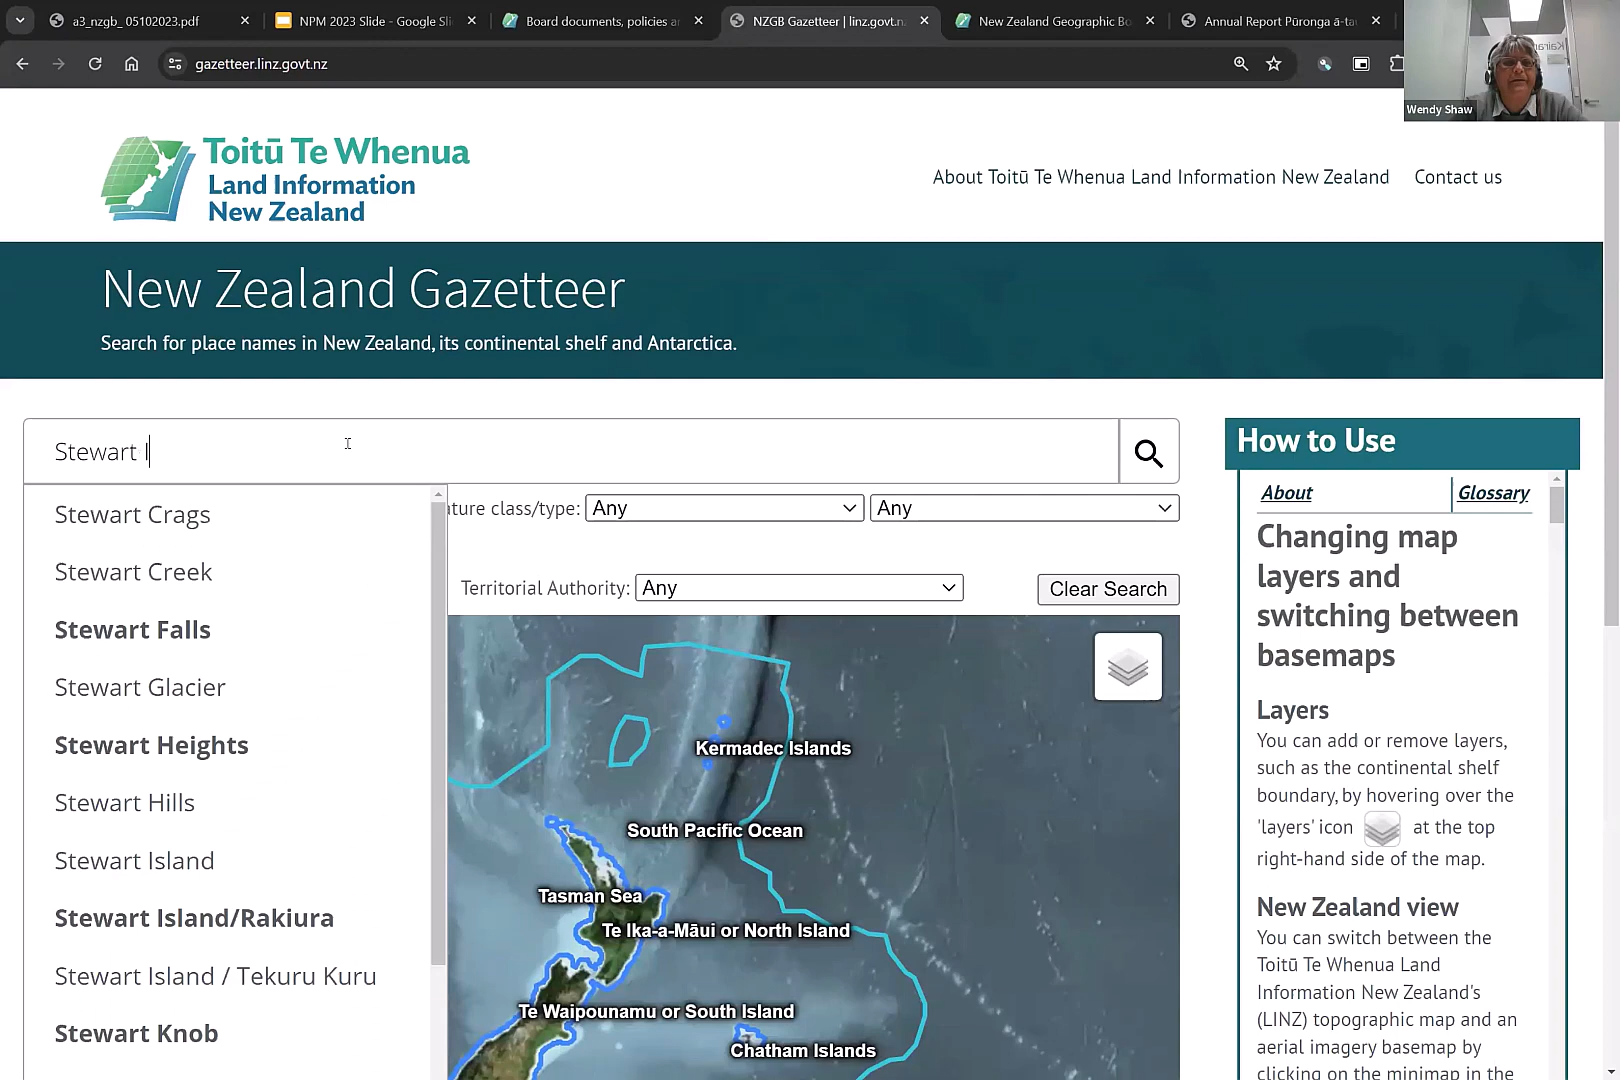 a3_nzgb_05102023.pdf
NPM 2023 Slide - Google Sli
Board documents, policies a
NZGB Gazetteer | linz.govt.n
New Zealand Geographic Bo
Annual Report Pūronga ā-tau
gazetteer.linz.govt.nz
Wendy Shaw
Toitū Te Whenua
Land Information
New Zealand
About Toitū Te Whenua Land Information New Zealand
Contact us
New Zealand Gazetteer
Search for place names in New Zealand, its continental shelf and Antarctica.
Stewart I
Stewart Crags
Stewart Creek
Stewart Falls
Stewart Glacier
Stewart Heights
Stewart Hills
Stewart Island
Stewart Island/Rakiura
Stewart Island / Tekuru Kuru
Stewart Knob
ature class/type:
Any
Any
Territorial Authority:
Any
Clear Search
Kermadec Islands
South Pacific Ocean
Tasman Sea
Te Ika-a-Māui or North Island
Te Waipounamu or South Island
Chatham Islands
How to Use
About
Glossary
Changing map
layers and
switching between
basemaps
Layers
You can add or remove layers,
such as the continental shelf
boundary, by hovering over the
'layers' icon at the top
right-hand side of the map.
New Zealand view
You can switch between the
Toitū Te Whenua Land
Information New Zealand's
(LINZ) topographic map and an
aerial imagery basemap by
clicking on the minimap in the